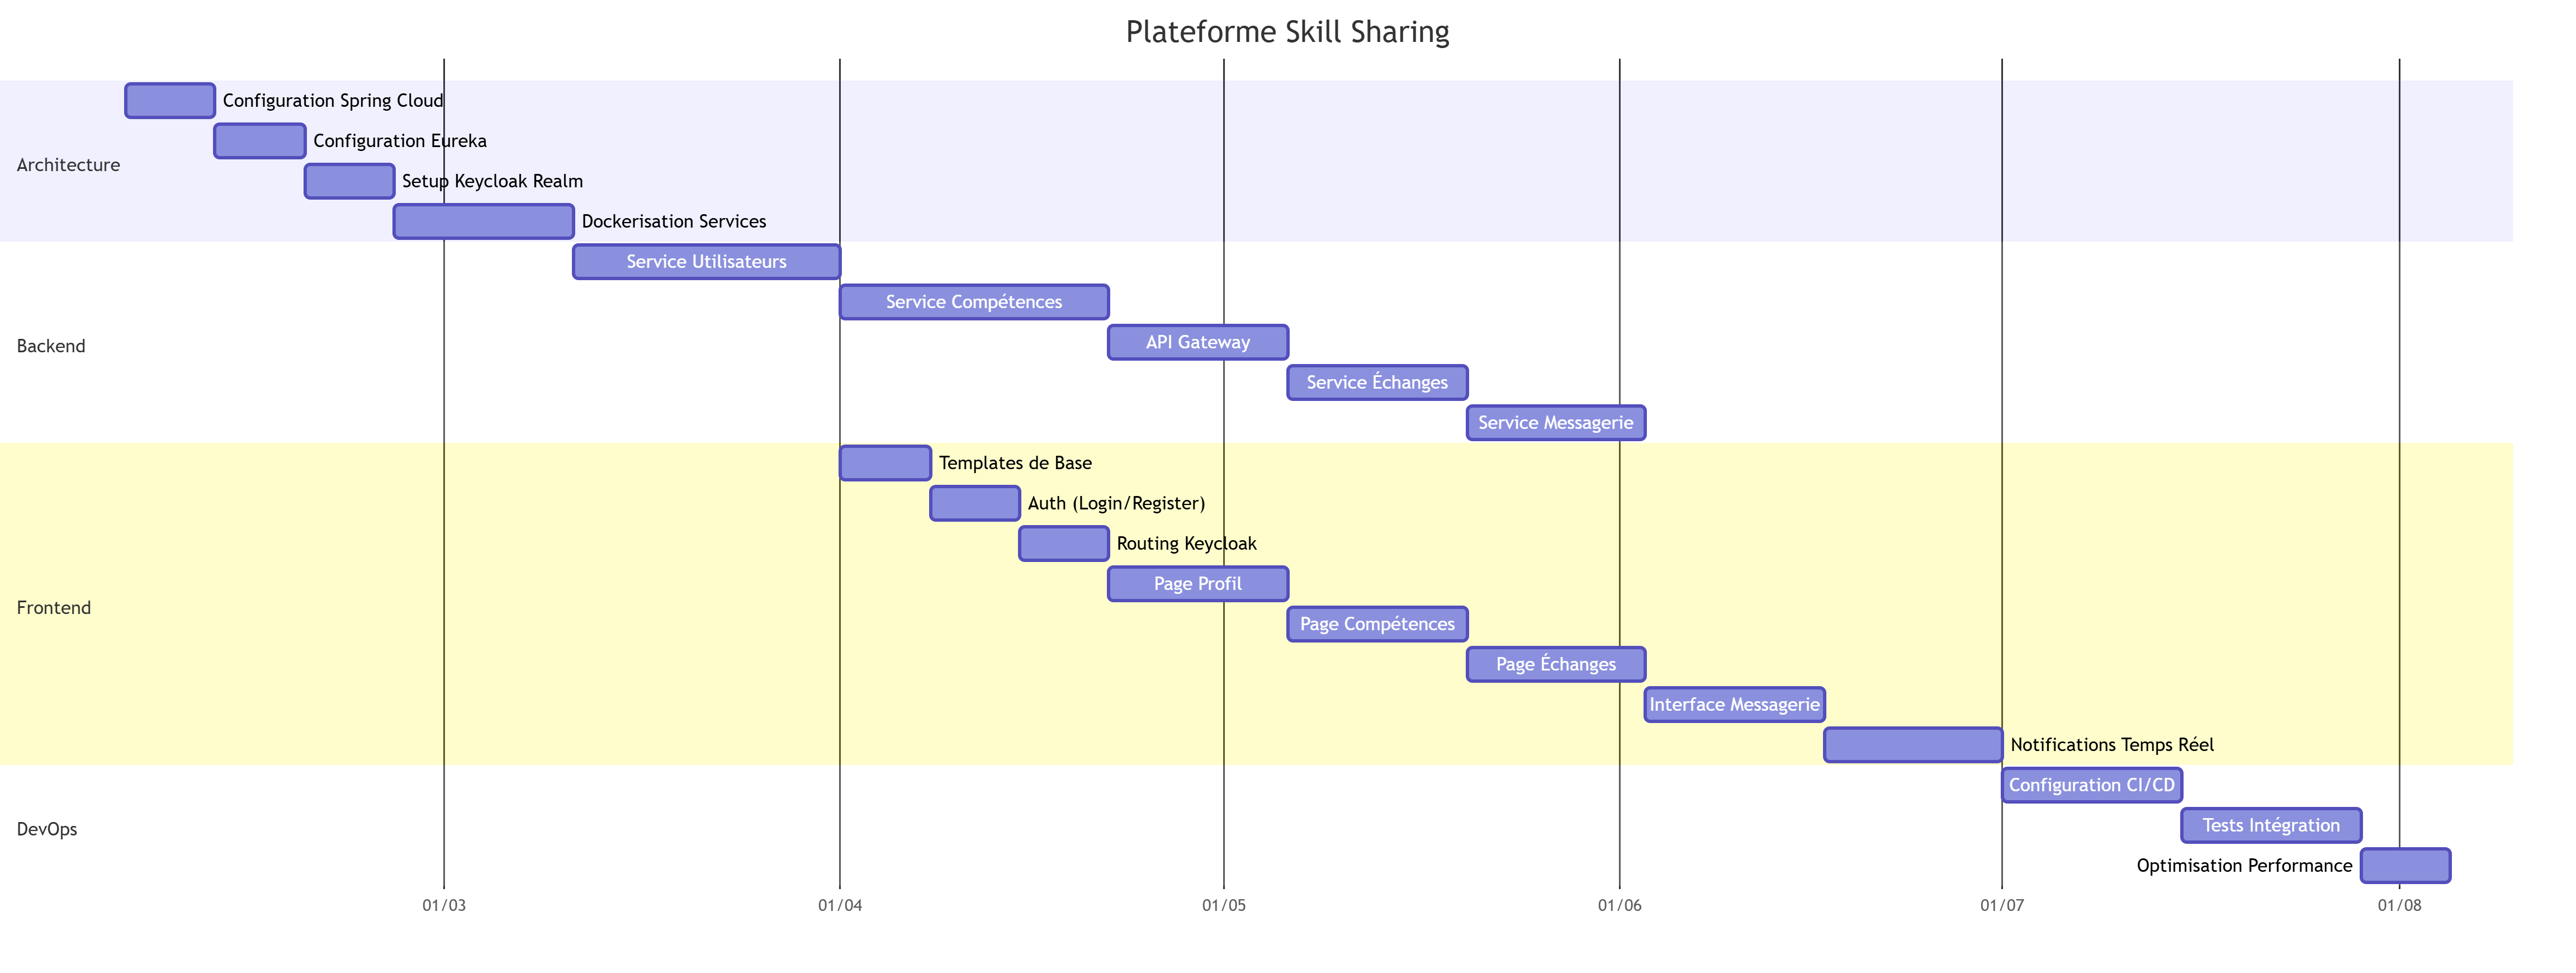 Plateforme Skill Sharing
Architecture
Configuration Spring Cloud
Configuration Eureka
Setup Keycloak Realm
Dockerisation Services
Backend
Service Utilisateurs
Service Compétences
API Gateway
Service Échanges
Service Messagerie
Frontend
Templates de Base
Auth (Login/Register)
Routing Keycloak
Page Profil
Page Compétences
Page Échanges
Interface Messagerie
Notifications Temps Réel
DevOps
Configuration CI/CD
Tests Intégration
Optimisation Performance
01/03 01/04 01/05 01/06 01/07 01/08